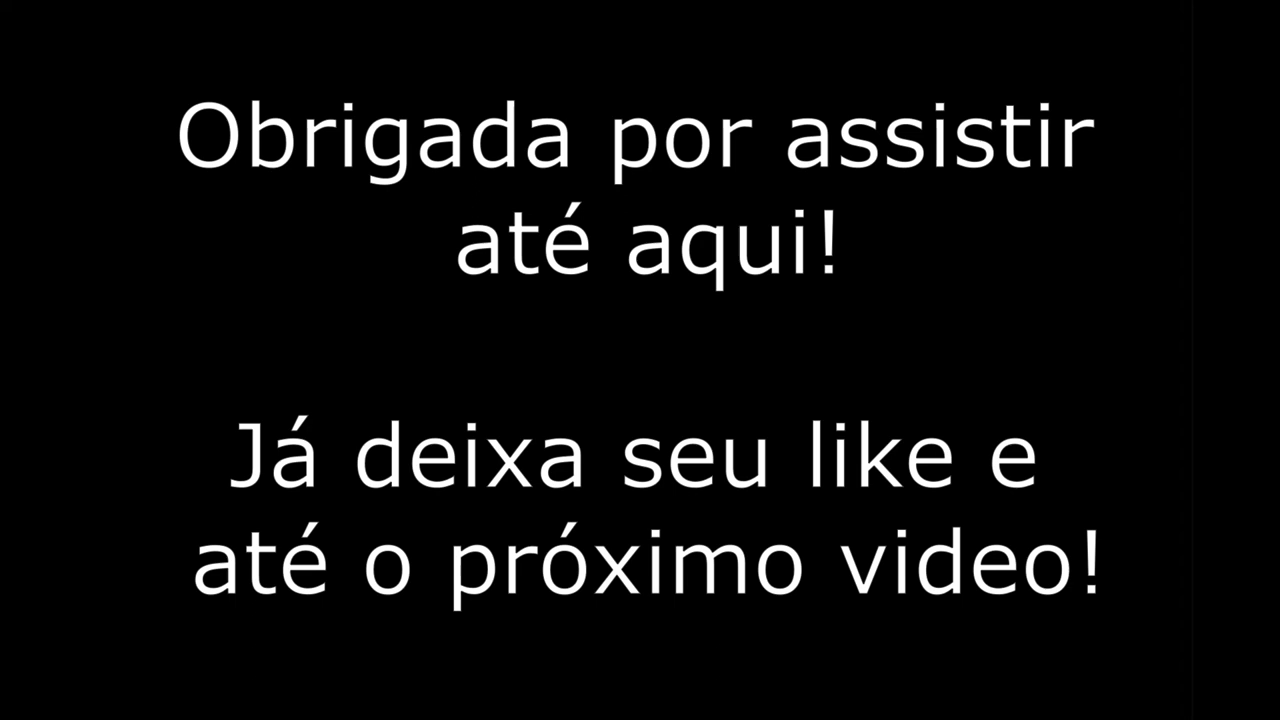 Obrigada por assistir
até aqui!
Já deixa seu like e
até o próximo video!